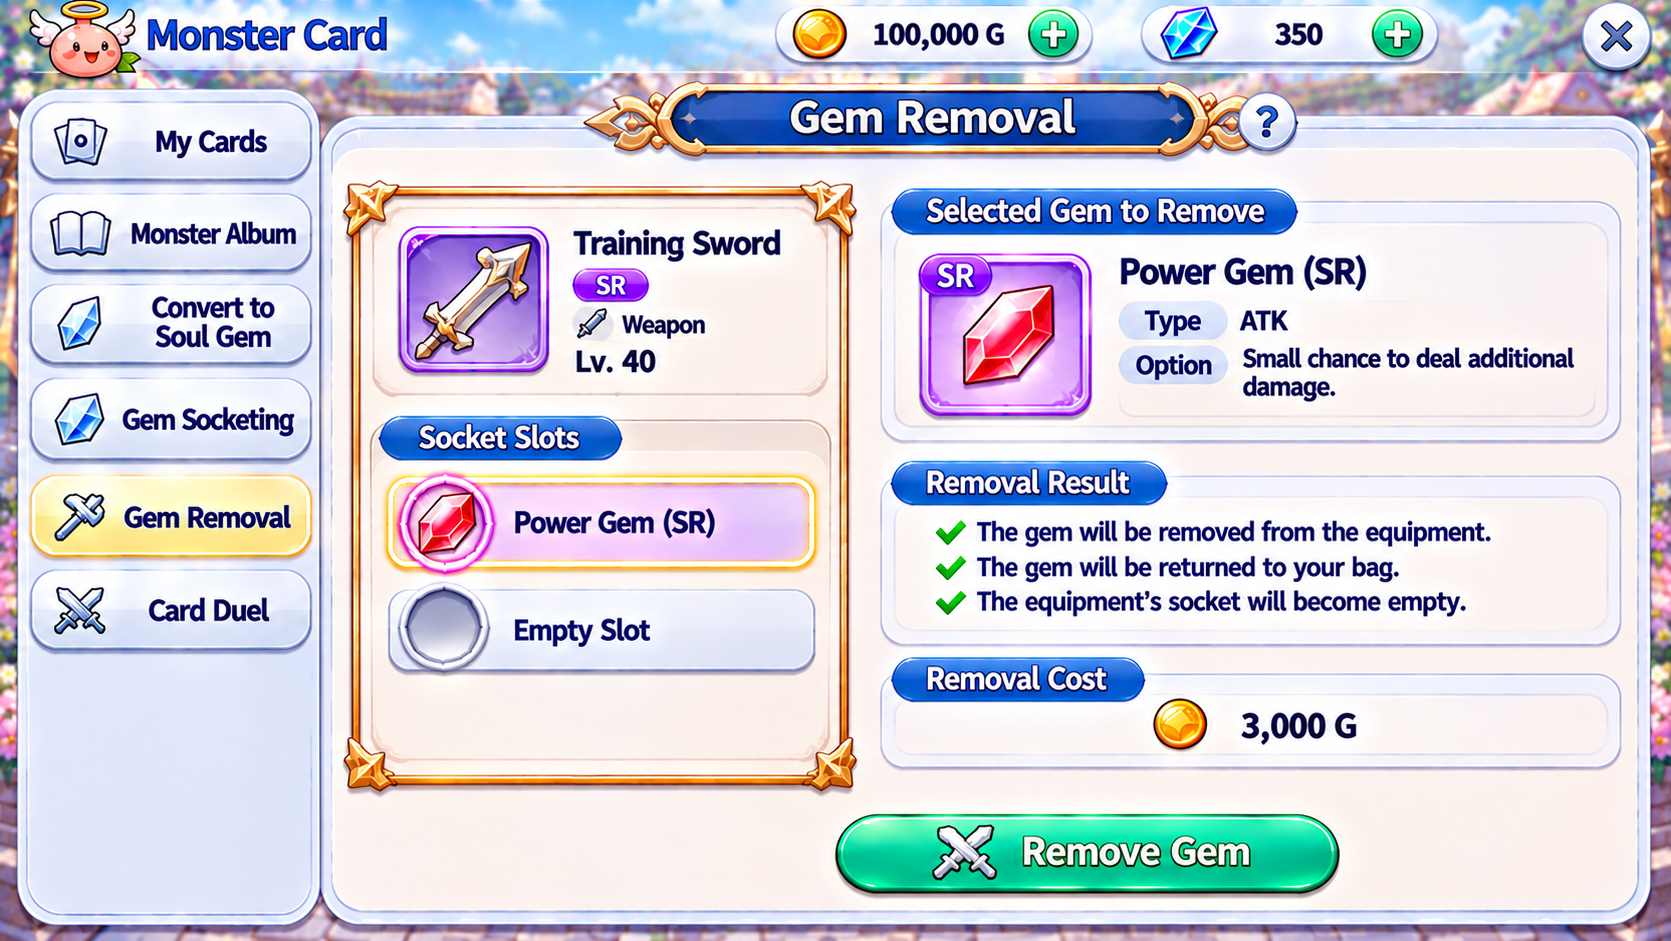 Monster Card
100,000 G
350
My Cards
Monster Album
Convert to
Soul Gem
Gem Socketing
Gem Removal
Card Duel
Gem Removal
?
Training Sword
SR
Weapon
Lv. 40
Socket Slots
Power Gem (SR)
Empty Slot
Selected Gem to Remove
SR
Power Gem (SR)
Type ATK
Option Small chance to deal additional
damage.
Removal Result
The gem will be removed from the equipment.
The gem will be returned to your bag.
The equipment's socket will become empty.
Removal Cost
3,000 G
Remove Gem